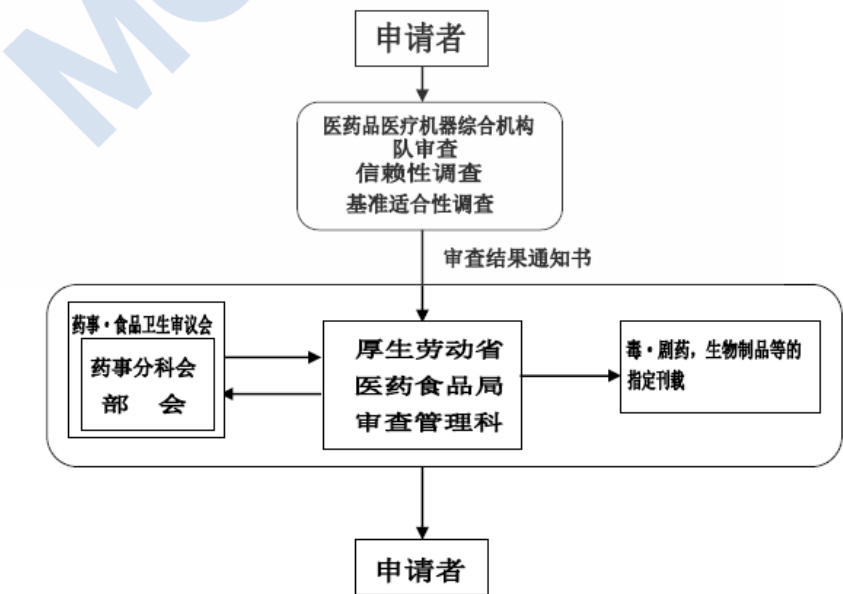 申请者
医药品医疗机器综合机构
队审查
信赖性调查
基准适合性调查
审查结果通知书
药事・食品卫生审议会
药事分科会
部 会
厚生劳动省
医药食品局
审查管理科
毒・剧药，生物制品等的
指定刊载
申请者